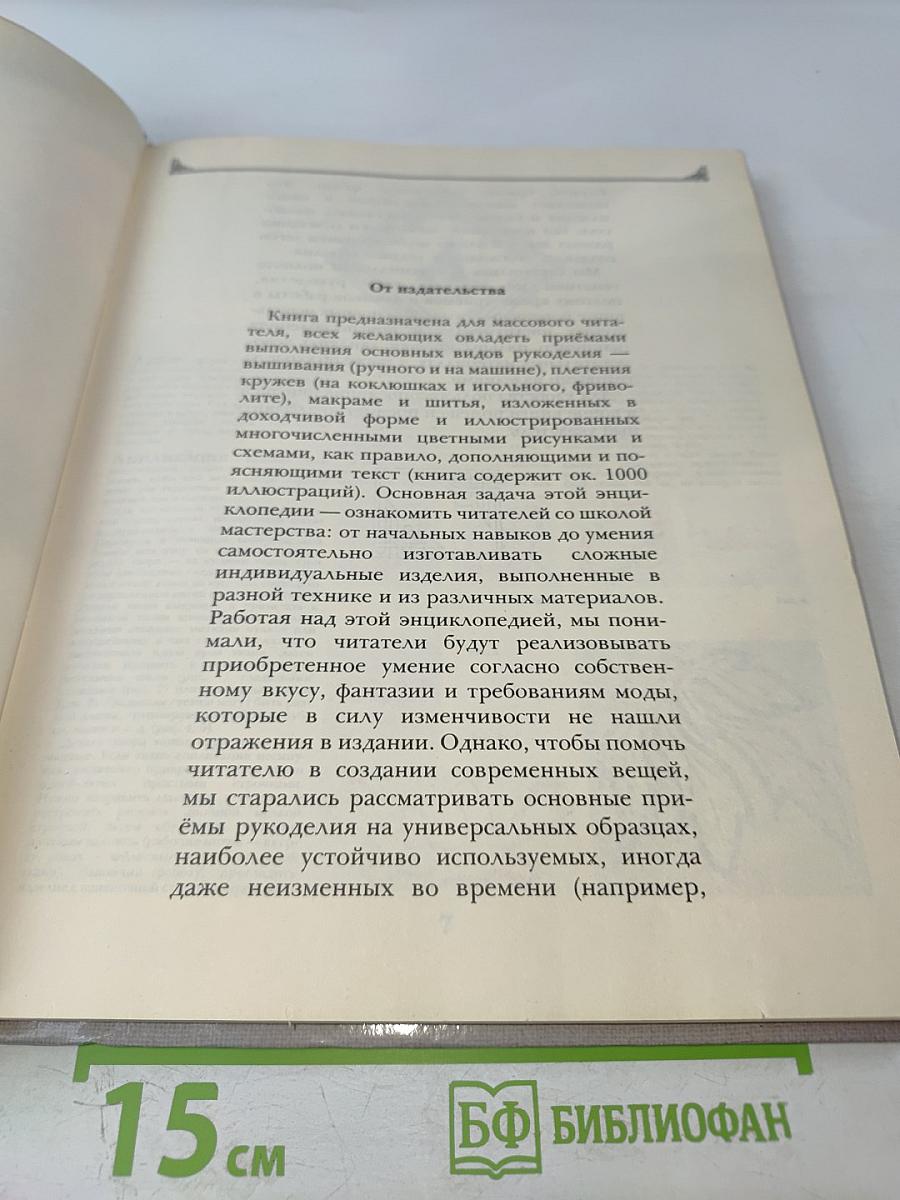 От издательства
Книга предназначена для массового чита-
теля, всех желающих овладеть приёмами
выполнения основных видов рукоделия —
вышивания (ручного и на машине), плетения
кружев (на коклюшках и игольного, фриво-
лите), макраме и шитья, изложенных в
доходчивой форме и иллюстрированных
многочисленными цветными рисунками и
схемами, как правило, дополняющими и по-
ясняющими текст (книга содержит ок. 1000
иллюстраций). Основная задача этой энци-
клопедии — ознакомить читателей со школой
мастерства: от начальных навыков до умения
самостоятельно изготавливать сложные
индивидуальные изделия, выполненные в
разной технике и из различных материалов.
Работая над этой энциклопедией, мы пони-
мали, что читатели будут реализовывать
приобретенное умение согласно собствен-
ному вкусу, фантазии и требованиям моды,
которые в силу изменчивости не нашли
отражения в издании. Однако, чтобы помочь
читателю в создании современных вещей,
мы старались рассматривать основные при-
ёмы рукоделия на универсальных образцах,
наиболее устойчиво используемых, иногда
даже неизменных во времени (например,
15 см
БФ БИБЛИОФАН